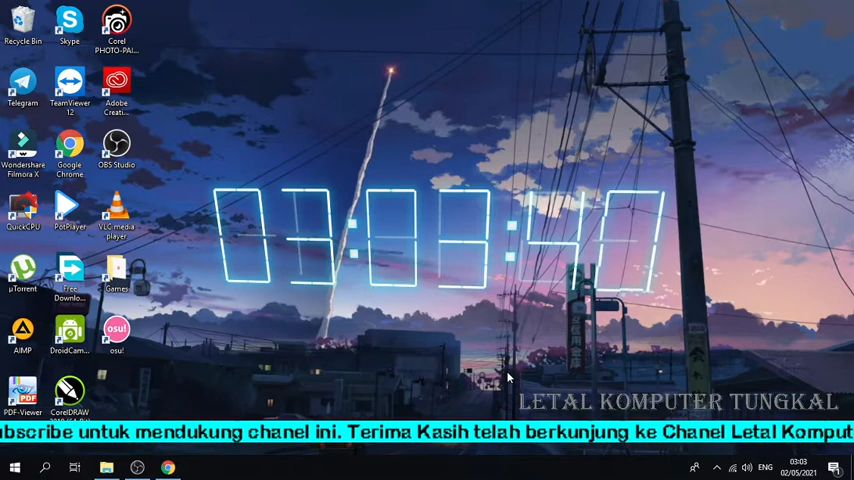 Recycle Bin
Skype
Corel
PHOTO-PAI...
Telegram
TeamViewer
12
Adobe
Creati...
Wondershare
Filmora X
Google
Chrome
OBS Studio
QuickCPU
PotPlayer
VLC media
player
µTorrent
Free
Downlo...
Games
AIMP
DroidCam...
osu!
PDF-Viewer
CorelDRAW
03:03:40
LETAL KOMPUTER TUNGKAL
ubscribe untuk mendukung chanel ini. Terima Kasih telah berkunjung ke Chanel Letal Komput
ENG
03:03
02/05/2021